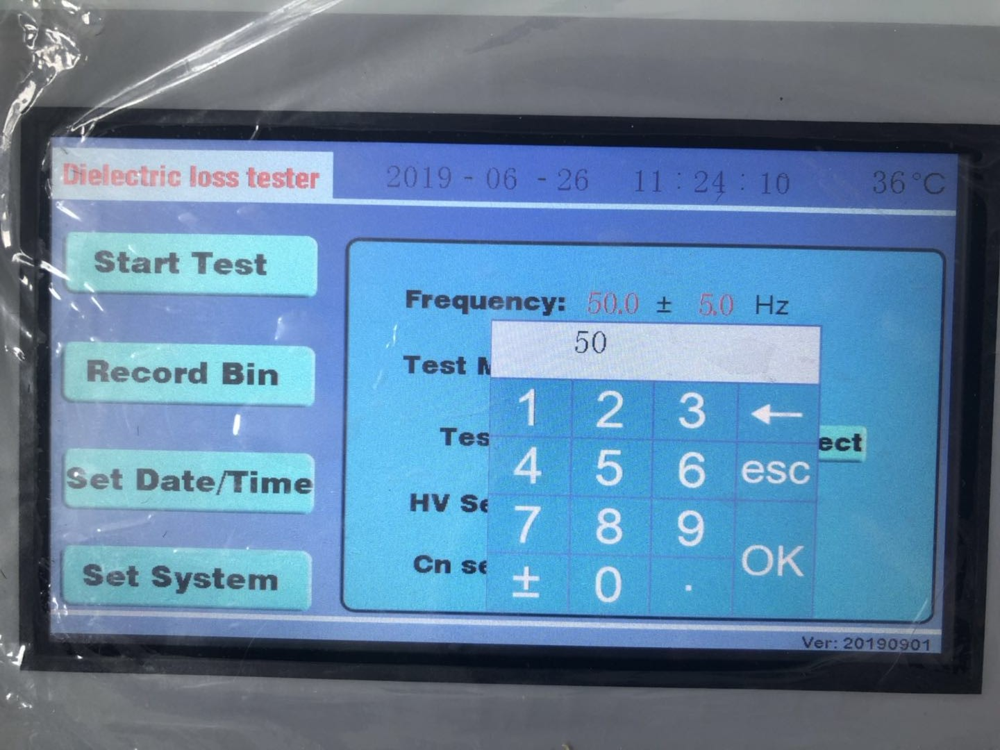 Dielectric loss tester
2019 - 06 - 26 11 : 24 : 10 36°C
Start Test
Record Bin
Set Date/Time
Set System
Frequency: 50.0 ± 5.0 Hz
Test M
Tes
ect
HV Se
Cn se
50
1 2 3 ←
4 5 6 esc
7 8 9
± 0 . OK
Ver: 20190901